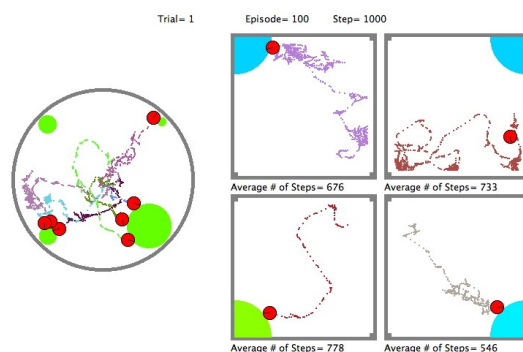 Trial= 1 Episode= 100 Step= 1000
Average # of Steps= 676 Average # of Steps= 733
Average # of Steps= 778 Average # of Steps= 546